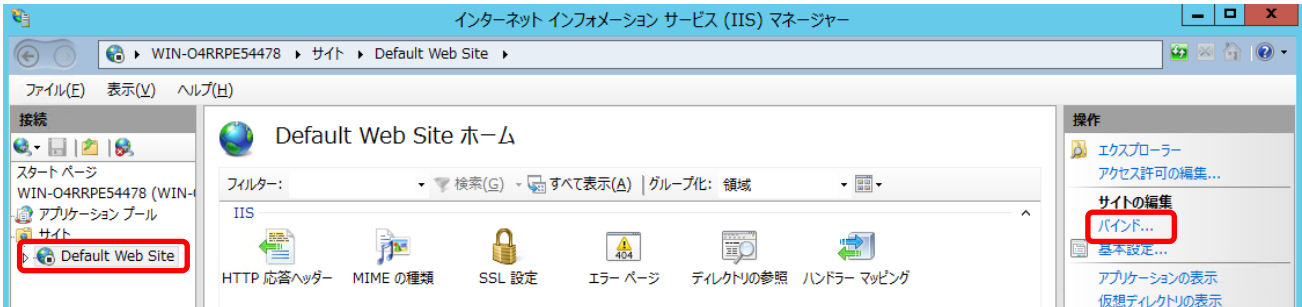 インターネット インフォメーション サービス (IIS) マネージャー
WIN-O4RRPE54478 サイト Default Web Site
ファイル(F) 表示(V) ヘルプ(H)
接続
スタート ページ
WIN-O4RRPE54478 (WIN-
アプリケーション プール
サイト
Default Web Site
Default Web Site ホーム
フィルター: 検索(G) すべて表示(A) グループ化: 領域
IIS
HTTP 応答ヘッダー MIME の種類 SSL 設定 404 エラー ページ ディレクトリの参照 ハンドラー マッピング
操作
エクスプローラー
アクセス許可の編集...
サイトの編集
バインド...
基本設定...
アプリケーションの表示
仮想ディレクトリの表示